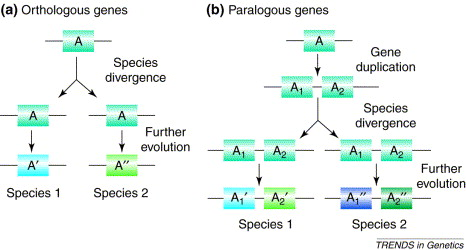 (a) Orthologous genes
A
Species
divergence
A
A
Further
evolution
A′
A″
Species 1
Species 2
(b) Paralogous genes
A
Gene
duplication
A₁
A₂
Species
divergence
A₁
A₂
A₁
A₂
Further
evolution
A₁′
A₂′
A₁″
A₂″
Species 1
Species 2
TRENDS in Genetics